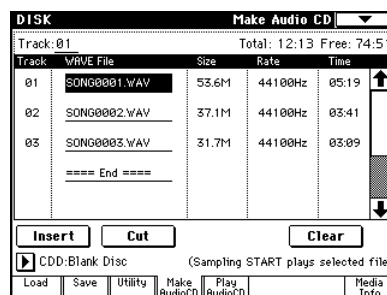 DISK Make Audio CD
Track:01 Total: 12:13 Free: 74:5
Track WAVE File Size Rate Time
01 SONG0001.WAV 53.6M 44100Hz 05:19
02 SONG0002.WAV 37.1M 44100Hz 03:41
03 SONG0003.WAV 31.7M 44100Hz 03:09
==== End ====
Insert Cut Clear
CDD:Blank Disc (Sampling START plays selected file
Load Save Utility Make AudioCD Play AudioCD Media Info